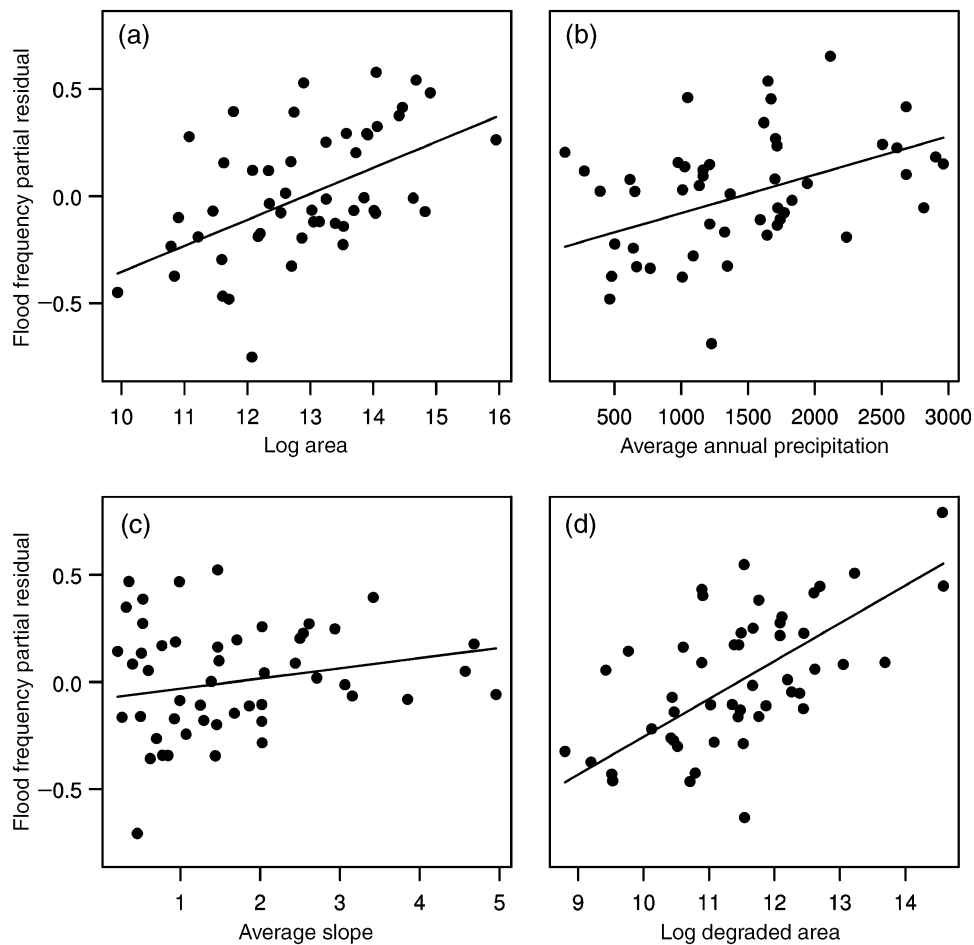 (a)
Flood frequency partial residual
0.5
0.0
−0.5
10 11 12 13 14 15 16
Log area
(b)
500 1000 1500 2000 2500 3000
Average annual precipitation
(c)
Flood frequency partial residual
0.5
0.0
−0.5
1 2 3 4 5
Average slope
(d)
9 10 11 12 13 14
Log degraded area